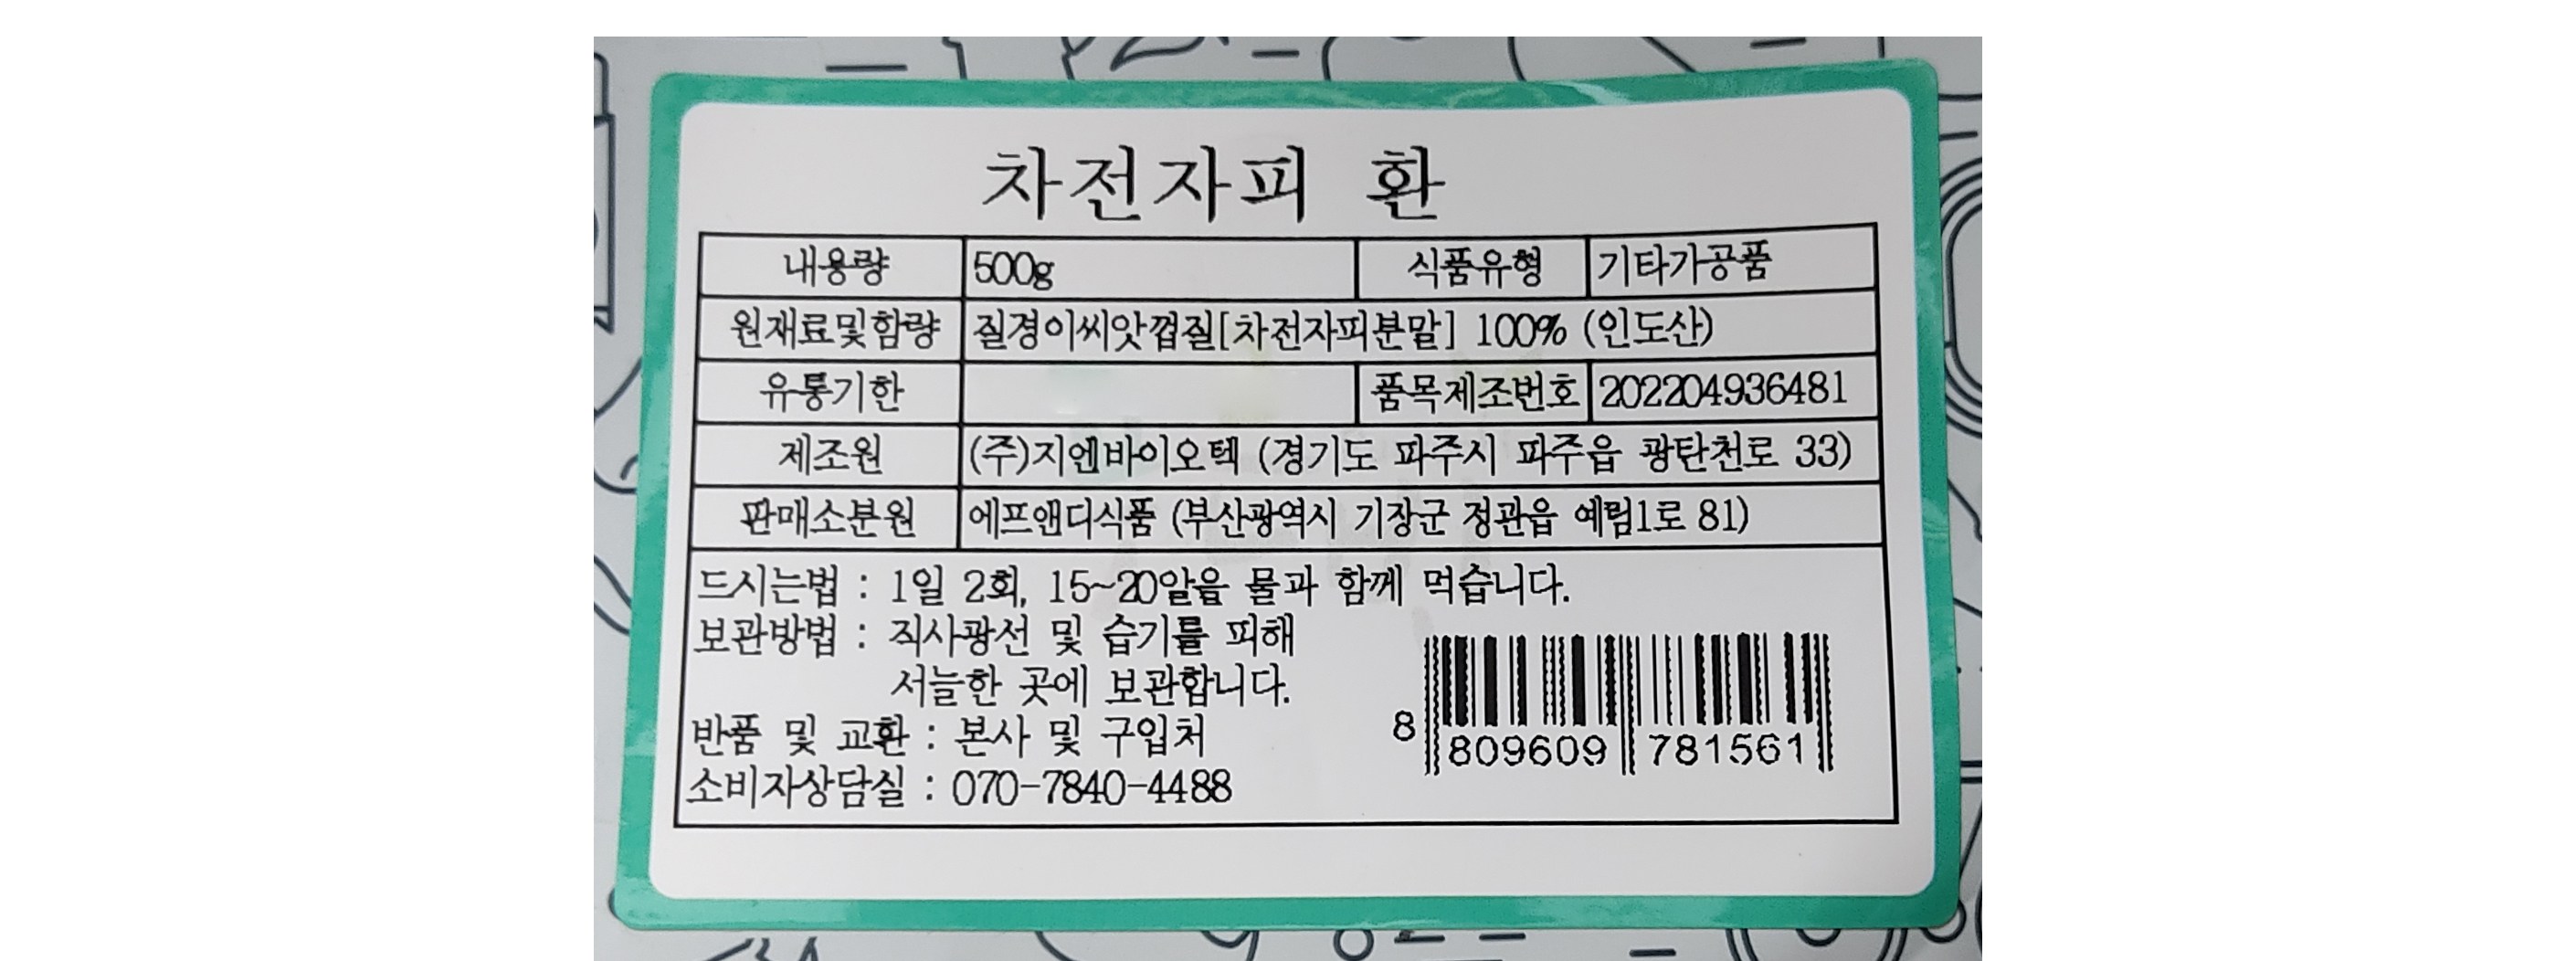 차전자피 환
내용량 500g 식품유형 기타가공품
원재료및함량 질경이씨앗껍질[차전자피분말] 100% (인도산)
유통기한 품목제조번호 202204936481
제조원 (주)지엔바이오텍 (경기도 파주시 파주읍 광탄천로 33)
판매소분원 에프앤디식품 (부산광역시 기장군 정관읍 예림1로 81)
드시는법 : 1일 2회, 15~20알을 물과 함께 먹습니다.
보관방법 : 직사광선 및 습기를 피해
서늘한 곳에 보관합니다.
반품 및 교환 : 본사 및 구입처
소비자상담실 : 070-7840-4488
8 809609 781561